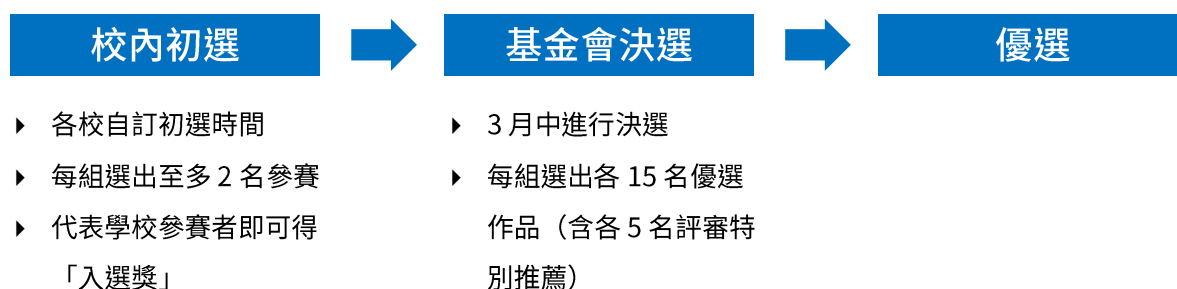 校內初選
各校自訂初選時間
每組選出至多 2 名參賽
代表學校參賽者即可得
「入選獎」
基金會決選
3 月中進行決選
每組選出各 15 名優選
作品（含各 5 名評審特
別推薦）
優選